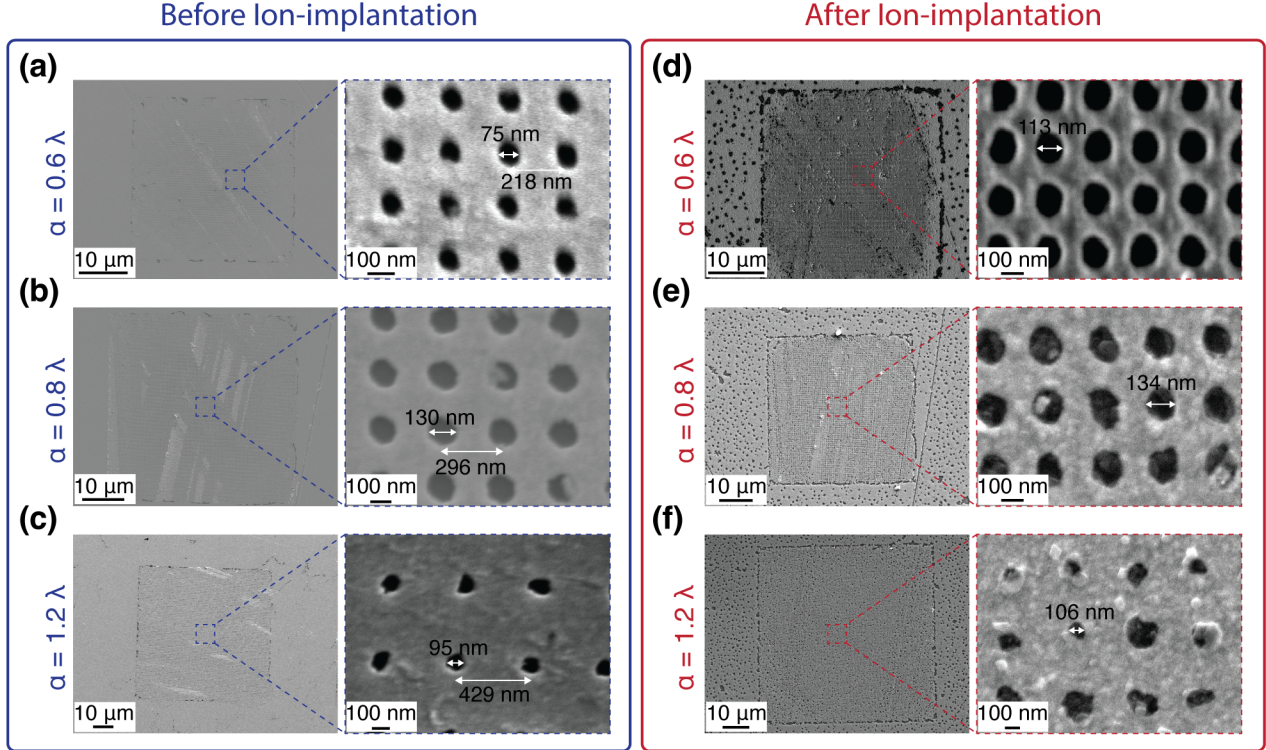 Before Ion-implantation
After Ion-implantation
(a)
α = 0.6 λ
10 μm
75 nm
218 nm
100 nm
(b)
α = 0.8 λ
10 μm
130 nm
296 nm
100 nm
(c)
α = 1.2 λ
10 μm
95 nm
429 nm
100 nm
(d)
α = 0.6 λ
10 μm
113 nm
100 nm
(e)
α = 0.8 λ
10 μm
134 nm
100 nm
(f)
α = 1.2 λ
10 μm
106 nm
100 nm